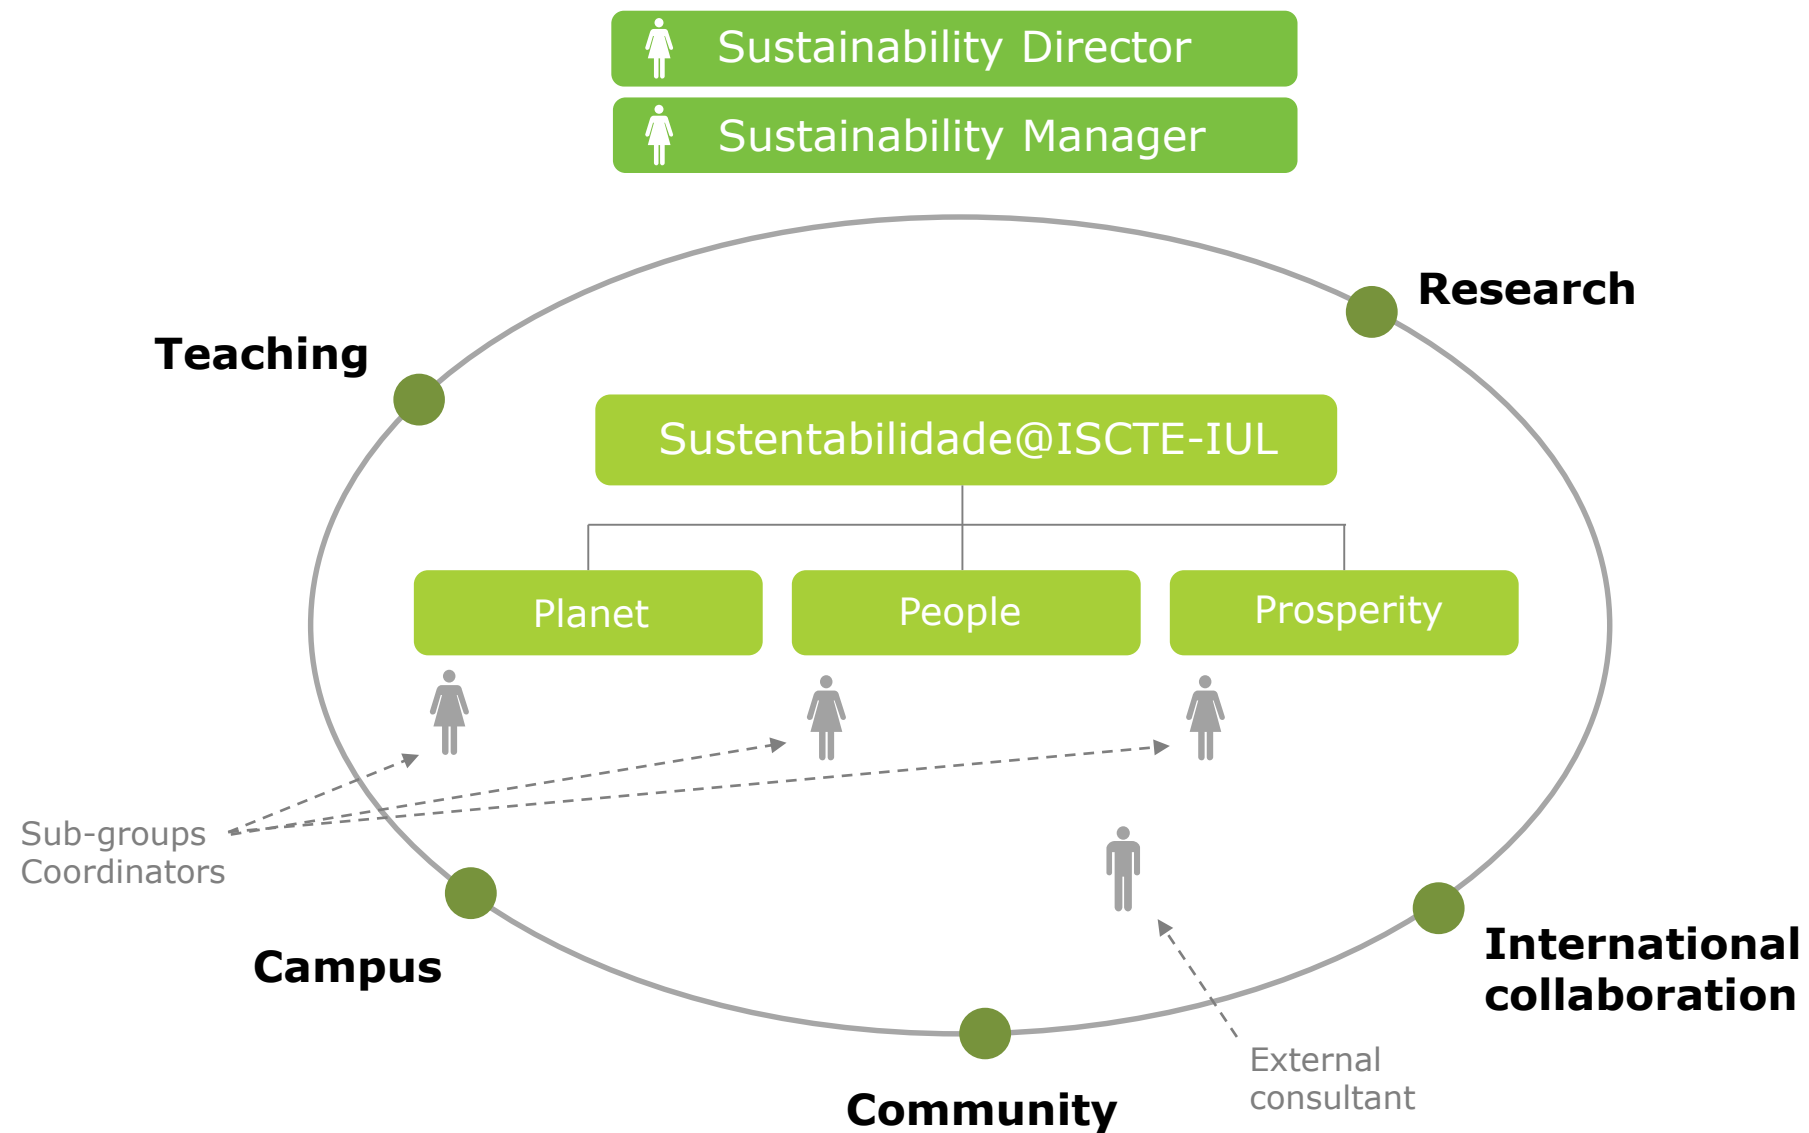 Sustainability Director
Sustainability Manager
Research
Teaching
Sustentabilidade@ISCTE-IUL
Planet
People
Prosperity
Sub-groups
Coordinators
Campus
International
collaboration
External
consultant
Community